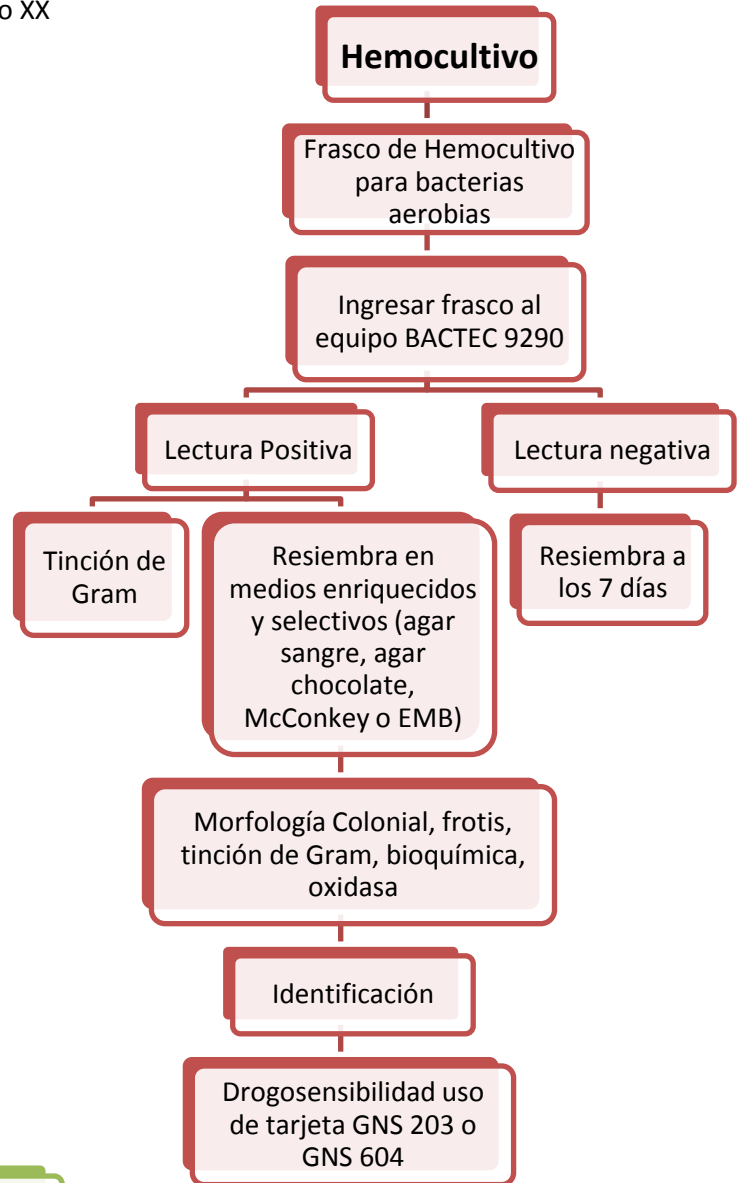 o XX
Hemocultivo
Frasco de Hemocultivo
para bacterias
aerobias
Ingresar frasco al
equipo BACTEC 9290
Lectura Positiva
Lectura negativa
Tinción de
Gram
Resiembra en
medios enriquecidos
y selectivos (agar
sangre, agar
chocolate,
McConkey o EMB)
Resiembra a
los 7 días
Morfología Colonial, frotis,
tinción de Gram, bioquímica,
oxidasa
Identificación
Drogosensibilidad uso
de tarjeta GNS 203 o
GNS 604